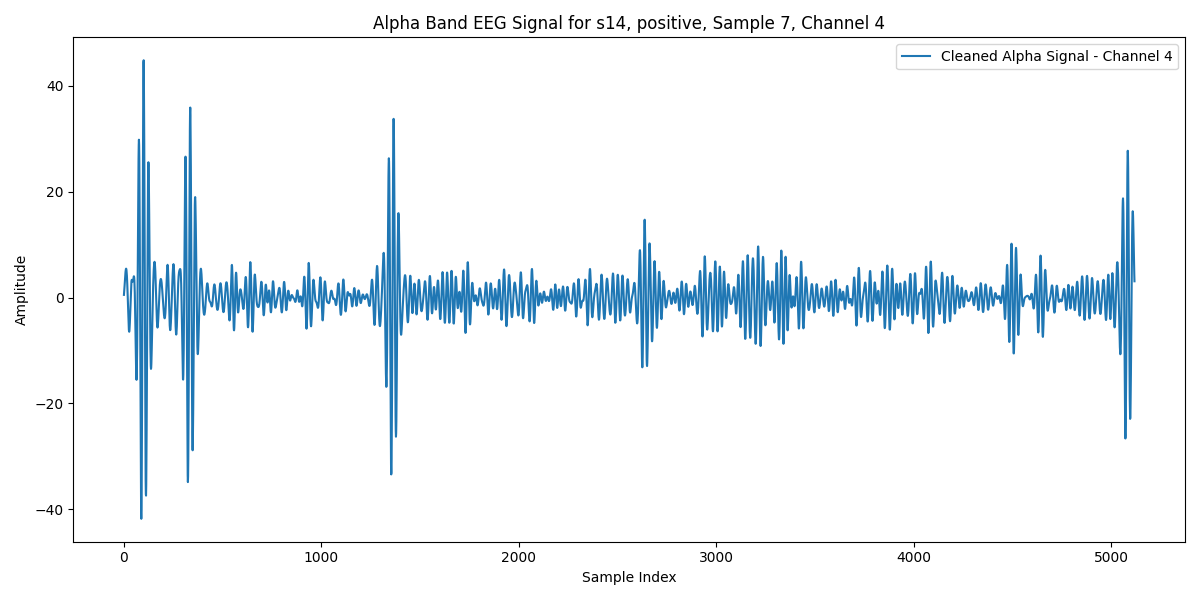 Alpha Band EEG Signal for s14, positive, Sample 7, Channel 4
Cleaned Alpha Signal - Channel 4
Amplitude
40
20
0
−20
−40
0 1000 2000 3000 4000 5000
Sample Index